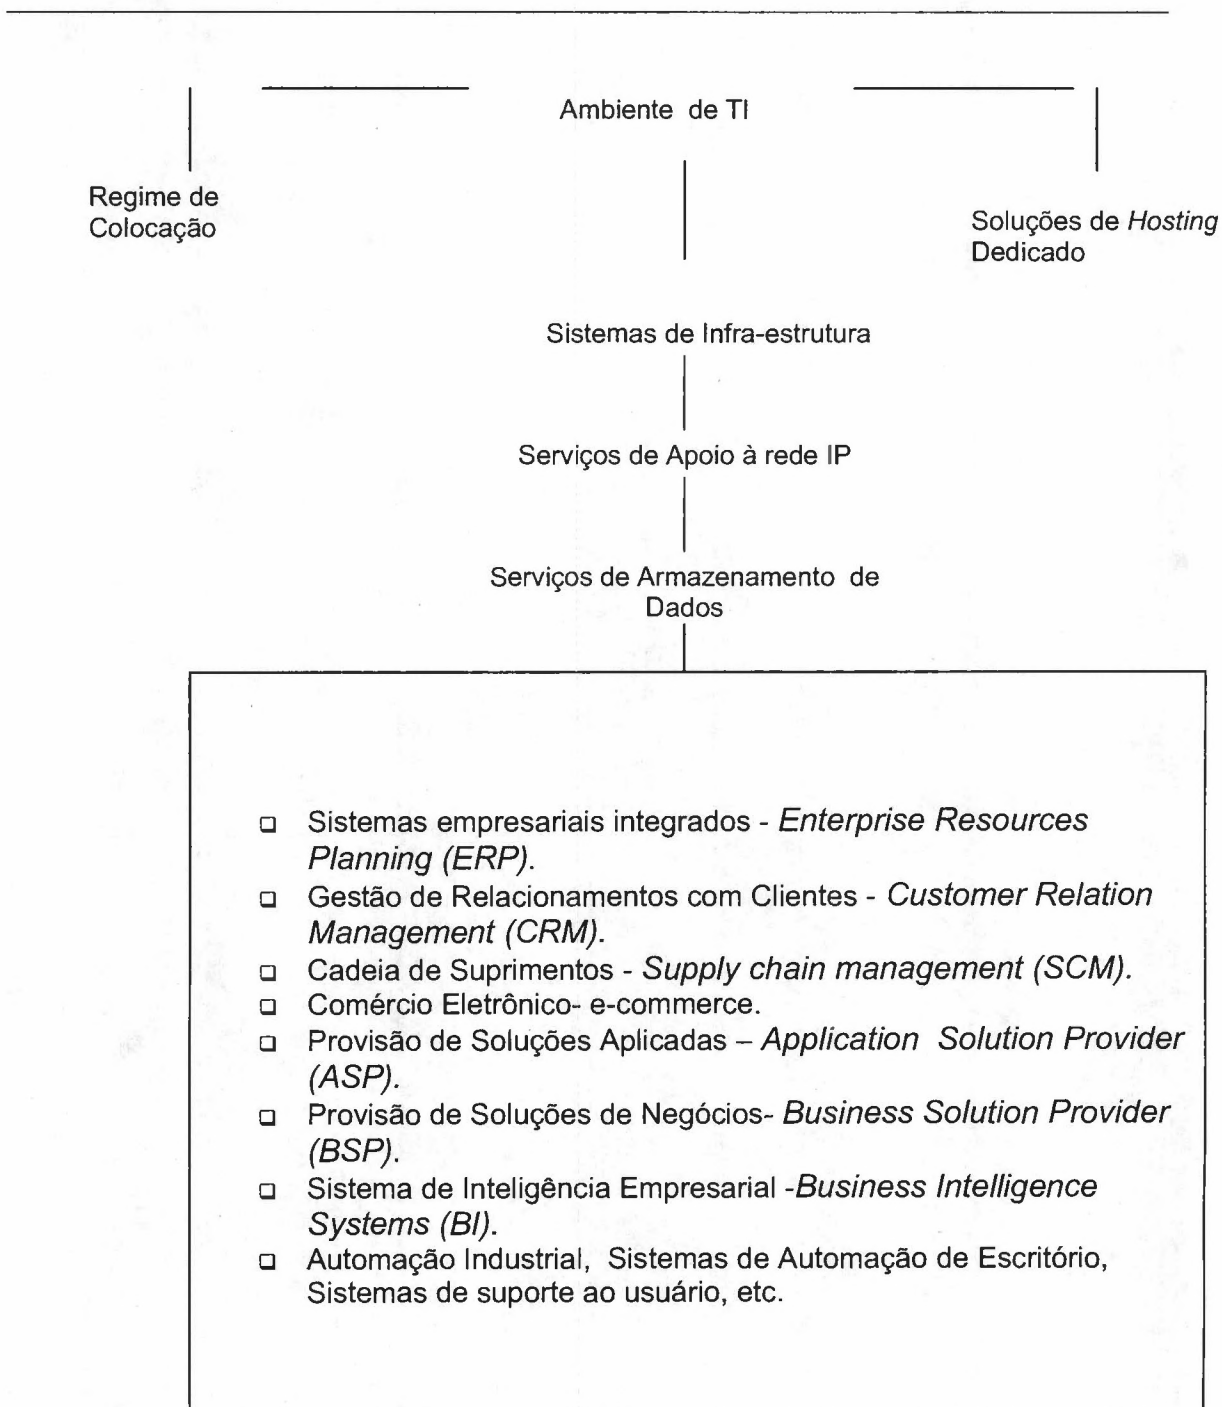 Ambiente de TI
Regime de
Colocação
Soluções de Hosting
Dedicado
Sistemas de Infra-estrutura
Serviços de Apoio à rede IP
Serviços de Armazenamento de
Dados
Sistemas empresariais integrados - Enterprise Resources
Planning (ERP).
Gestão de Relacionamentos com Clientes - Customer Relation
Management (CRM).
Cadeia de Suprimentos - Supply chain management (SCM).
Comércio Eletrônico- e-commerce.
Provisão de Soluções Aplicadas – Application Solution Provider
(ASP).
Provisão de Soluções de Negócios- Business Solution Provider
(BSP).
Sistema de Inteligência Empresarial -Business Intelligence
Systems (BI).
Automação Industrial, Sistemas de Automação de Escritório,
Sistemas de suporte ao usuário, etc.